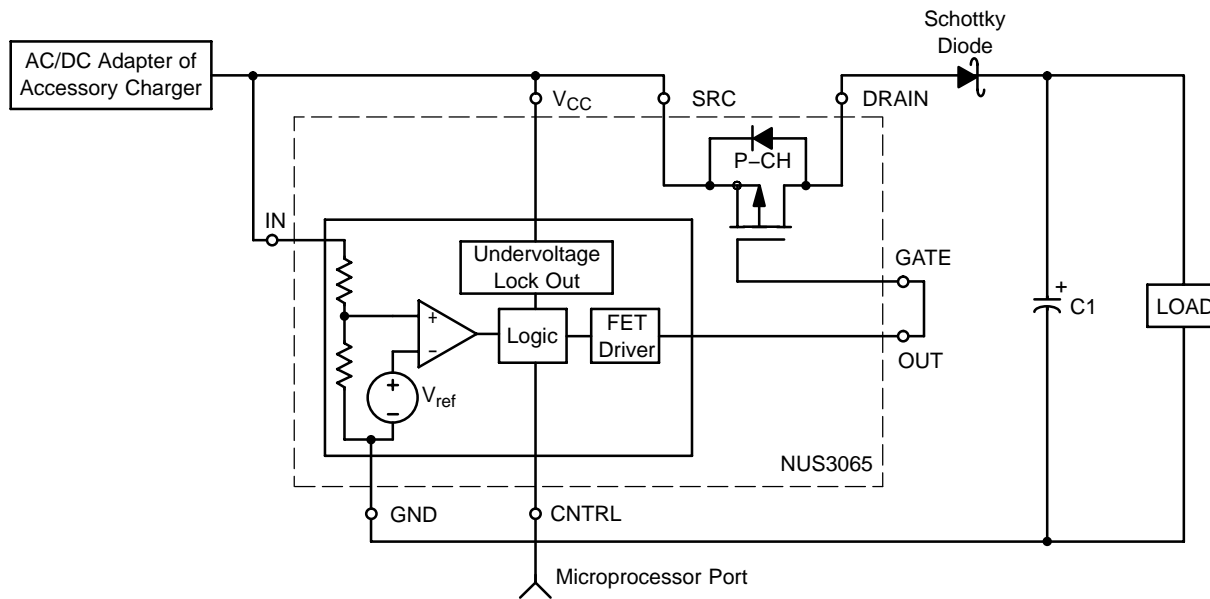 Schottky
Diode
AC/DC Adapter of
Accessory Charger
VCC
SRC
DRAIN
P–CH
IN
Undervoltage
Lock Out
GATE
+
C1
LOAD
+
–
Logic
FET
Driver
OUT
+
–
Vref
NUS3065
GND
CNTRL
Microprocessor Port